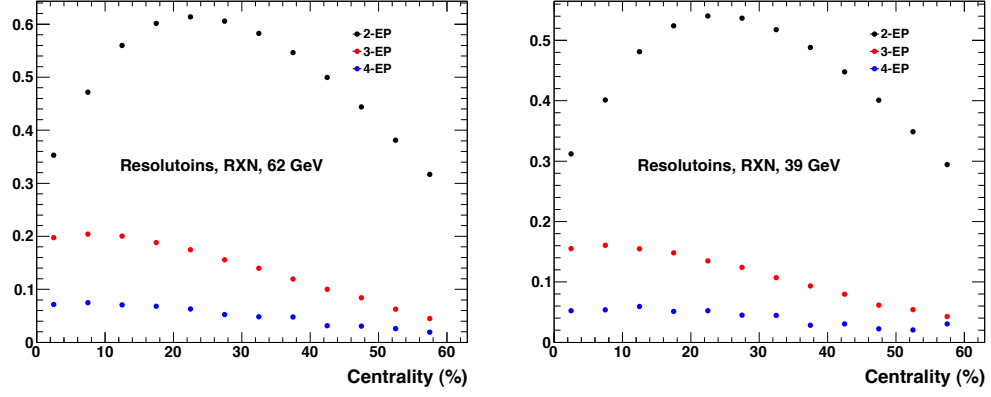 0.6
0.5
0.4
0.3
0.2
0.1
0
2-EP
3-EP
4-EP
Resolutoins, RXN, 62 GeV
0 10 20 30 40 50 60
Centrality (%)
0.5
0.4
0.3
0.2
0.1
0
2-EP
3-EP
4-EP
Resolutoins, RXN, 39 GeV
0 10 20 30 40 50 60
Centrality (%)